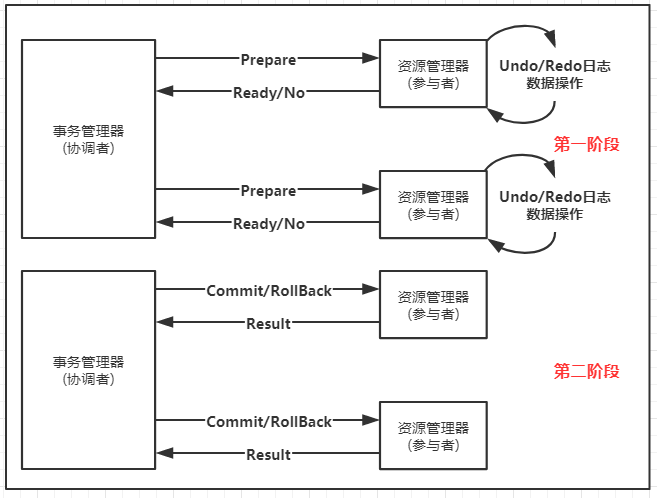 Prepare
资源管理器
(参与者)
Undo/Redo日志
数据操作
Ready/No
事务管理器
(协调者)
第一阶段
Prepare
资源管理器
(参与者)
Undo/Redo日志
数据操作
Ready/No
Commit/RollBack
资源管理器
(参与者)
Result
事务管理器
(协调者)
第二阶段
Commit/RollBack
资源管理器
(参与者)
Result